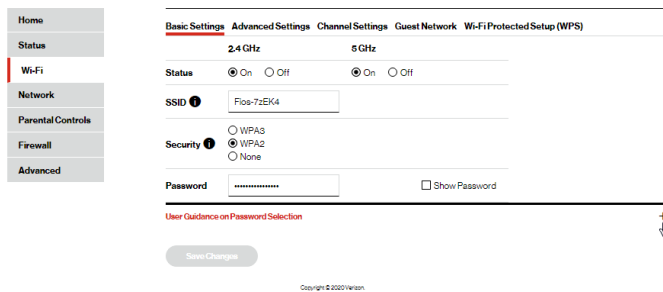 Home
Status
Wi-Fi
Network
Parental Controls
Firewall
Advanced
Basic Settings Advanced Settings Channel Settings Guest Network Wi-Fi Protected Setup (WPS)
2.4 GHz 5 GHz
Status On Off On Off
SSID Fios-7zEK4
Security WPA3
WPA2
None
Password •••••••••••••••• Show Password
User Guidance on Password Selection +
Save Changes
Copyright © 2020 Verizon